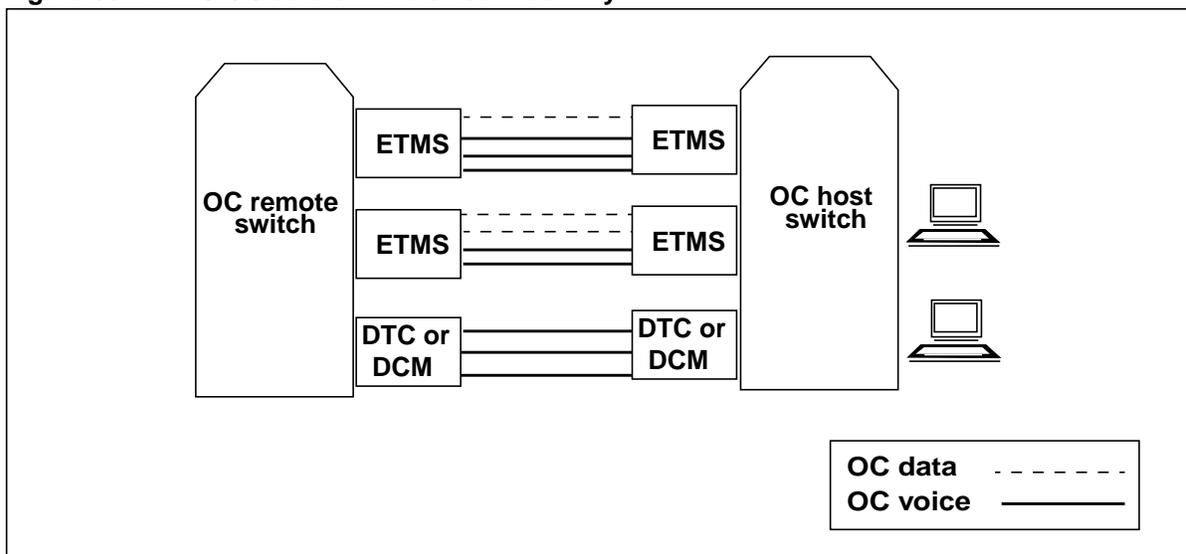 ETMS
ETMS
OC remote
switch
OC host
switch
ETMS
ETMS
DTC or
DCM
DTC or
DCM
OC data
OC voice